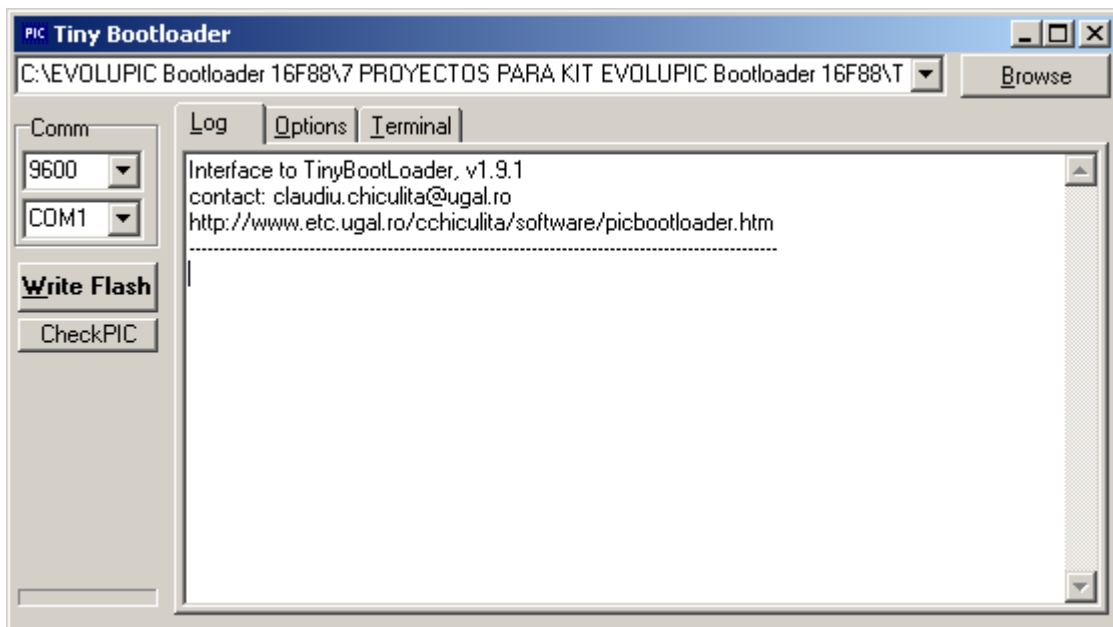 PIC Tiny Bootloader
C:\EVOLUPIC Bootloader 16F88\7 PROYECTOS PARA KIT EVOLUPIC Bootloader 16F88\T
Browse
Comm
9600
COM1
Write Flash
CheckPIC
Log Options Terminal
Interface to TinyBootLoader, v1.9.1
contact: claudiu.chiculita@ugal.ro
http://www.etc.ugal.ro/cchiculita/software/picbootloader.htm